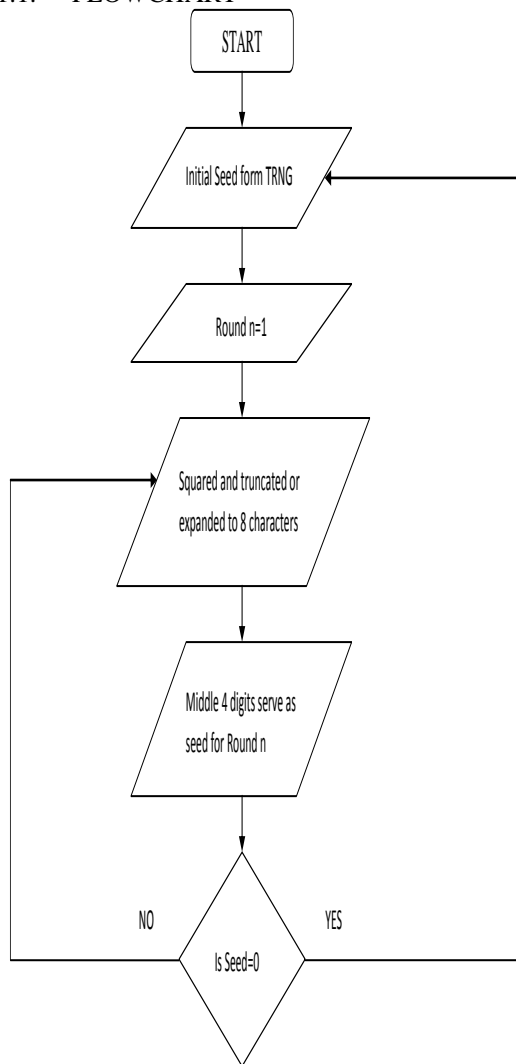 FLOWCHART
START
Initial Seed form TRNG
Round n=1
Squared and truncated or
expanded to 8 characters
Middle 4 digits serve as
seed for Round n
NO
YES
Is Seed=0